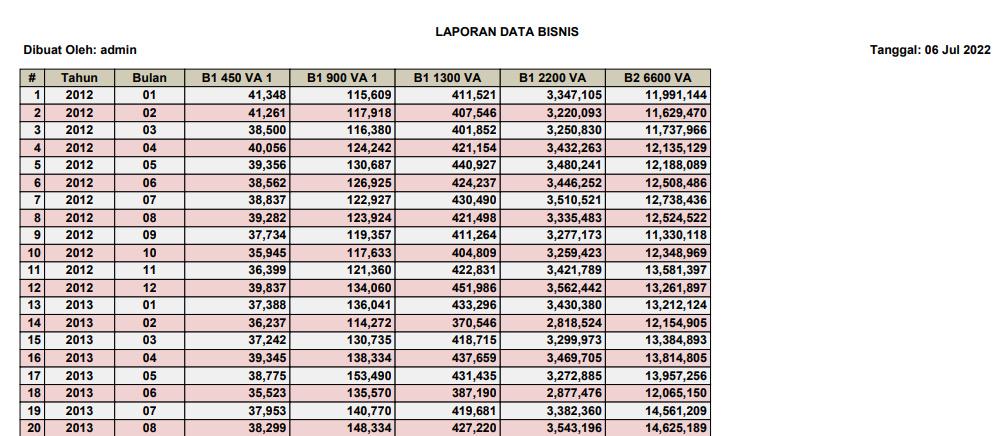 LAPORAN DATA BISNIS
Dibuat Oleh: admin Tanggal: 06 Jul 2022
# Tahun Bulan B1 450 VA 1 B1 900 VA 1 B1 1300 VA B1 2200 VA B2 6600 VA
1 2012 01 41,348 115,609 411,521 3,347,105 11,991,144
2 2012 02 41,261 117,918 407,546 3,220,093 11,629,470
3 2012 03 38,500 116,380 401,852 3,250,830 11,737,966
4 2012 04 40,056 124,242 421,154 3,432,263 12,135,129
5 2012 05 39,356 130,687 440,927 3,480,241 12,188,089
6 2012 06 38,562 126,925 424,237 3,446,252 12,508,486
7 2012 07 38,837 122,927 430,490 3,510,521 12,738,436
8 2012 08 39,282 123,924 421,498 3,335,483 12,524,522
9 2012 09 37,734 119,357 411,264 3,277,173 11,330,118
10 2012 10 35,945 117,633 404,809 3,259,423 12,348,969
11 2012 11 36,399 121,360 422,831 3,421,789 13,581,397
12 2012 12 39,837 134,060 451,986 3,562,442 13,261,897
13 2013 01 37,388 136,041 433,296 3,430,380 13,212,124
14 2013 02 36,237 114,272 370,546 2,818,524 12,154,905
15 2013 03 37,242 130,735 418,715 3,299,973 13,384,893
16 2013 04 39,345 138,334 437,659 3,469,705 13,814,805
17 2013 05 38,775 153,490 431,435 3,272,885 13,957,256
18 2013 06 35,523 135,570 387,190 2,877,476 12,065,150
19 2013 07 37,953 140,770 419,681 3,382,360 14,561,209
20 2013 08 38,299 148,334 427,220 3,543,196 14,625,189